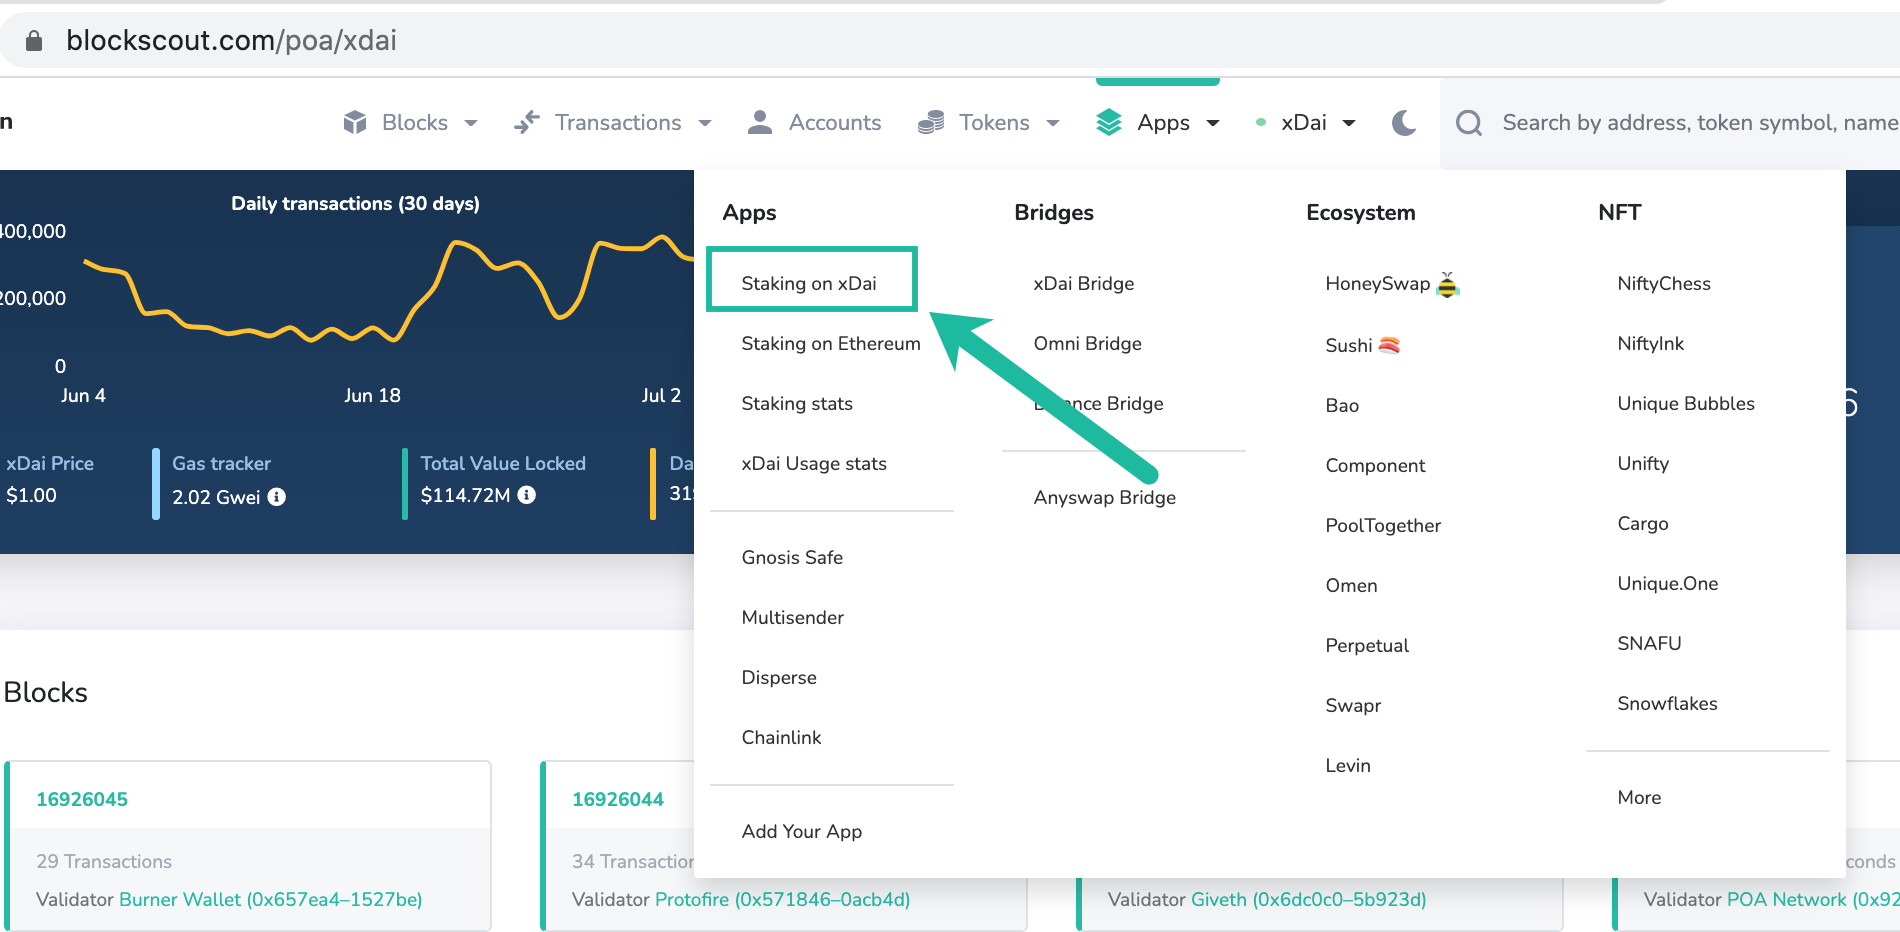 blockscout.com/poa/xdai
n
Blocks
Transactions
Accounts
Tokens
Apps
xDai
Search by address, token symbol, name
Daily transactions (30 days)
400,000
200,000
0
Jun 4
Jun 18
Jul 2
xDai Price
$1.00
Gas tracker
2.02 Gwei
Total Value Locked
$114.72M
Da
319
6
Apps
Staking on xDai
Staking on Ethereum
Staking stats
xDai Usage stats
Gnosis Safe
Multisender
Disperse
Chainlink
Add Your App
Bridges
xDai Bridge
Omni Bridge
Bridge
Anyswap Bridge
Ecosystem
HoneySwap 🐝
Sushi 🍣
Bao
Component
PoolTogether
Omen
Perpetual
Swapr
Levin
NFT
NiftyChess
NiftyInk
Unique Bubbles
Unifty
Cargo
Unique.One
SNAFU
Snowflakes
More
Blocks
16926045
29 Transactions
Validator Burner Wallet (0x657ea4–1527be)
16926044
34 Transaction
Validator Protofire (0x571846–0acb4d)
Validator Giveth (0x6dc0c0–5b923d)
conds
Validator POA Network (0x92